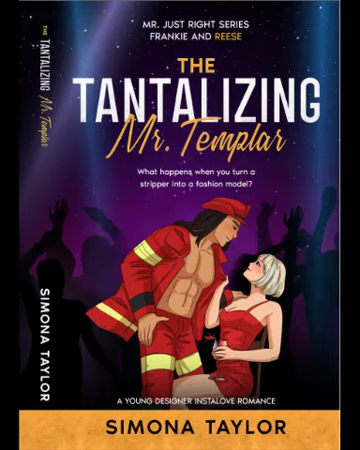 THE
TANTALIZING
Mr. Templar
SIMONA TAYLOR
MR. JUST RIGHT SERIES
FRANKIE AND REESE
THE
TANTALIZING
Mr. Templar
What happens when you turn a
stripper into a fashion model?
A YOUNG DESIGNER INSTALOVE ROMANCE
SIMONA TAYLOR